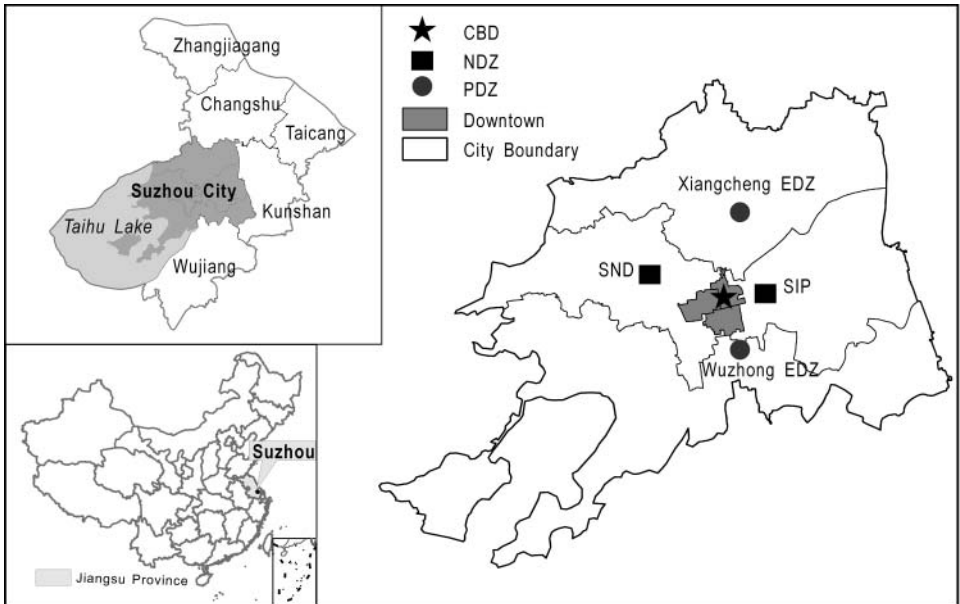 Zhangjiagang
Changshu
Taicang
Suzhou City
Kunshan
Taihu Lake
Wujiang
CBD
NDZ
PDZ
Downtown
City Boundary
Xiangcheng EDZ
SND
SIP
Wuzhong EDZ
Suzhou
Jiangsu Province